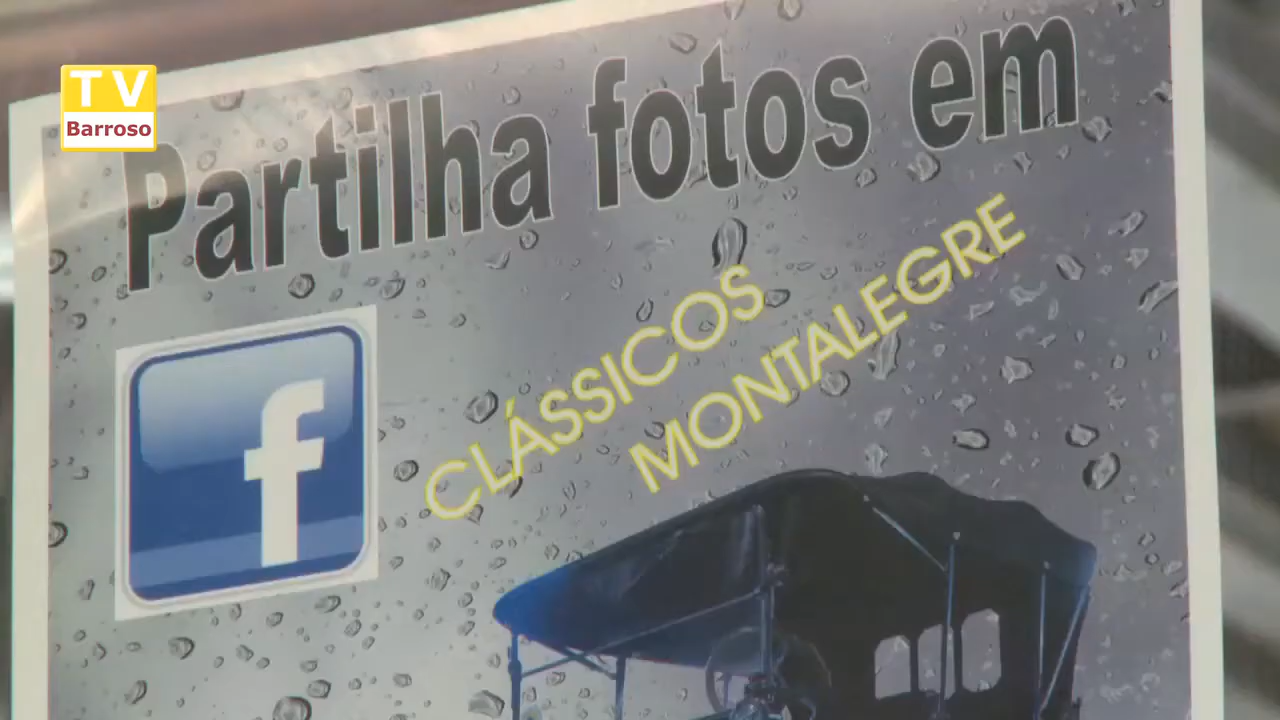 TV
Barroso
Partilha fotos em
f
CLÁSSICOS
MONTALEGRE